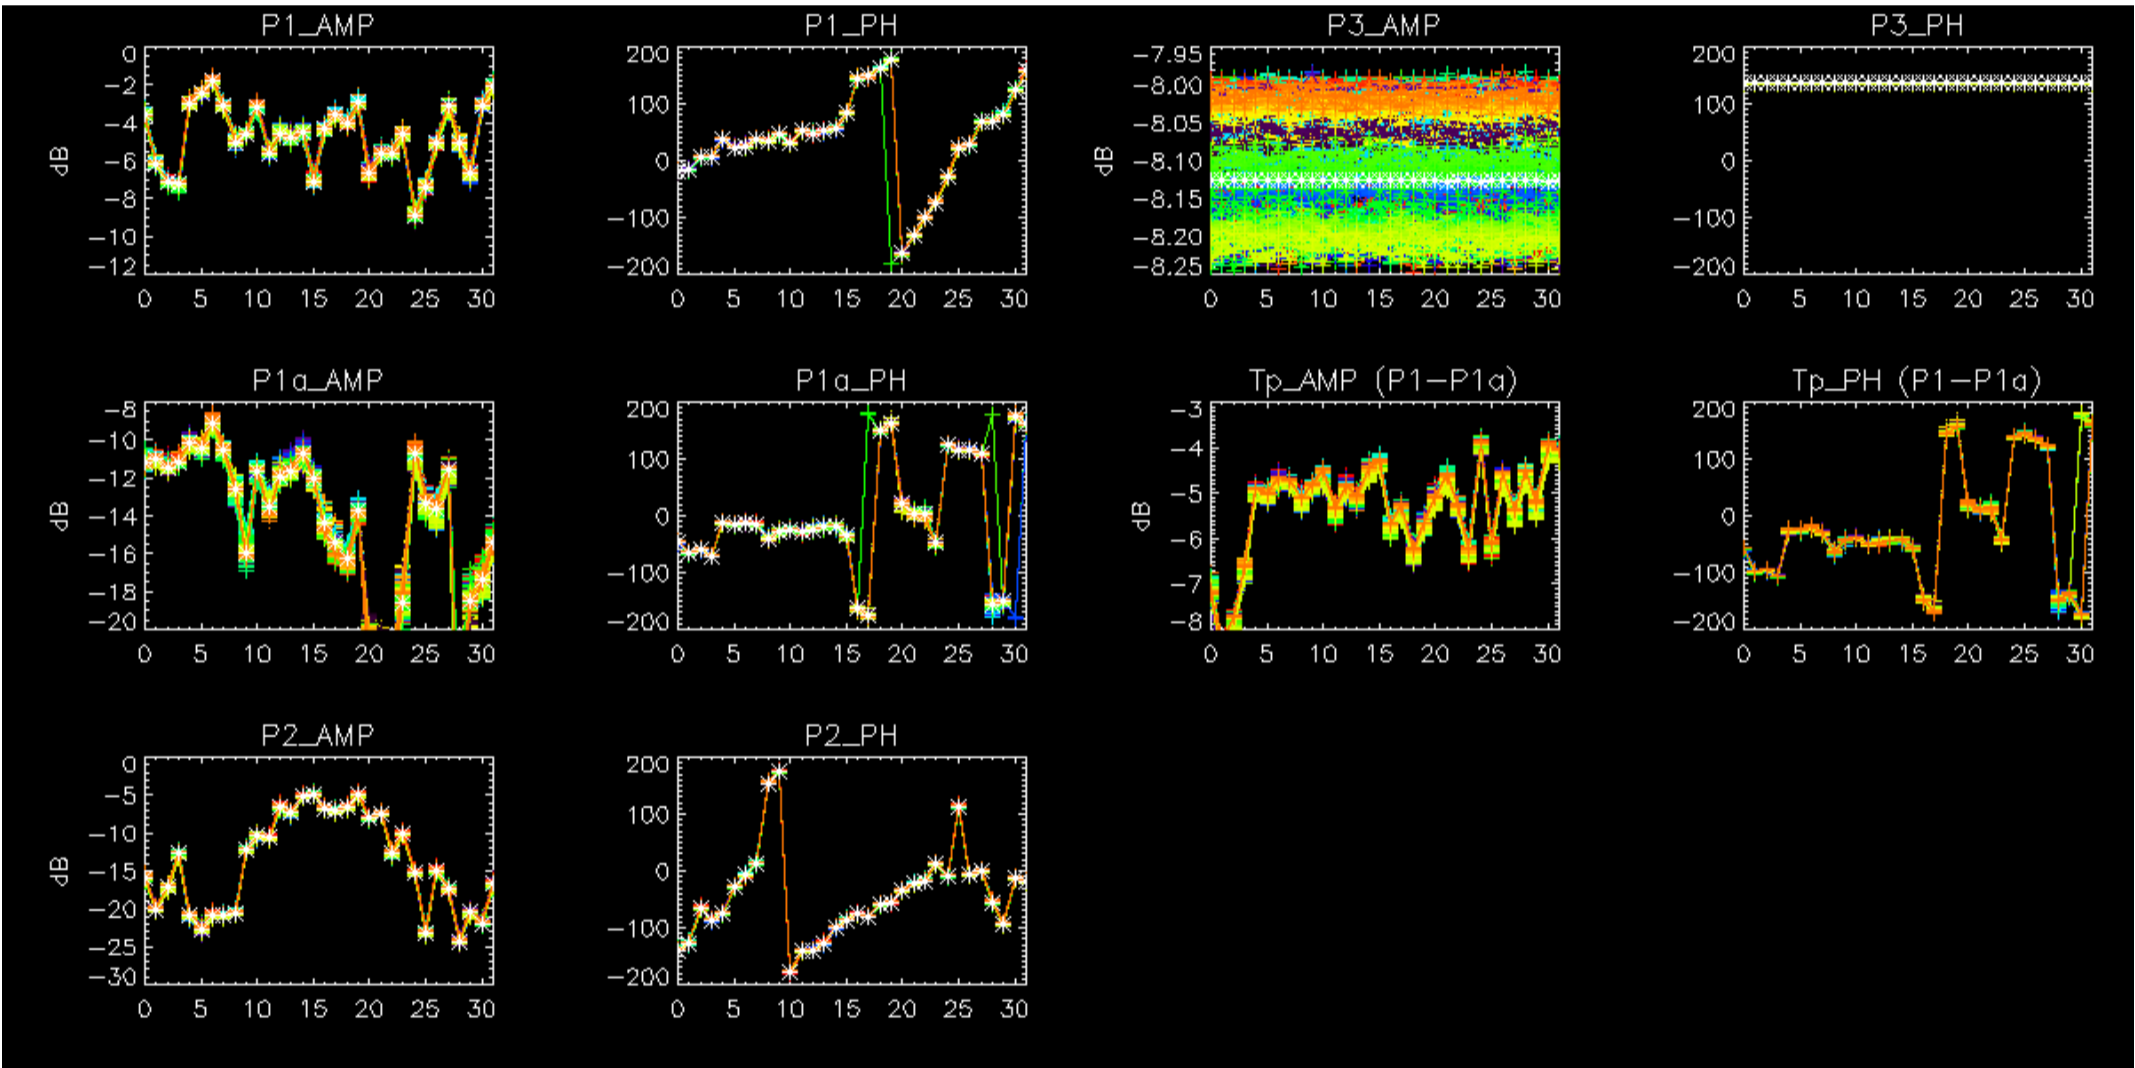 P1_AMP
0
-2
-4
-6
-8
-10
-12
dB
0 5 10 15 20 25 30
P1_PH
200
100
0
-100
-200
0 5 10 15 20 25 30
P3_AMP
-7.95
-8.00
-8.05
-8.10
-8.15
-8.20
-8.25
dB
0 5 10 15 20 25 30
P3_PH
200
100
0
-100
-200
0 5 10 15 20 25 30
P1a_AMP
-8
-10
-12
-14
-16
-18
-20
dB
0 5 10 15 20 25 30
P1a_PH
200
100
0
-100
-200
0 5 10 15 20 25 30
Tp_AMP (P1-P1a)
-3
-4
-5
-6
-7
-8
dB
0 5 10 15 20 25 30
Tp_PH (P1-P1a)
200
100
0
-100
-200
0 5 10 15 20 25 30
P2_AMP
0
-5
-10
-15
-20
-25
-30
dB
0 5 10 15 20 25 30
P2_PH
200
100
0
-100
-200
0 5 10 15 20 25 30